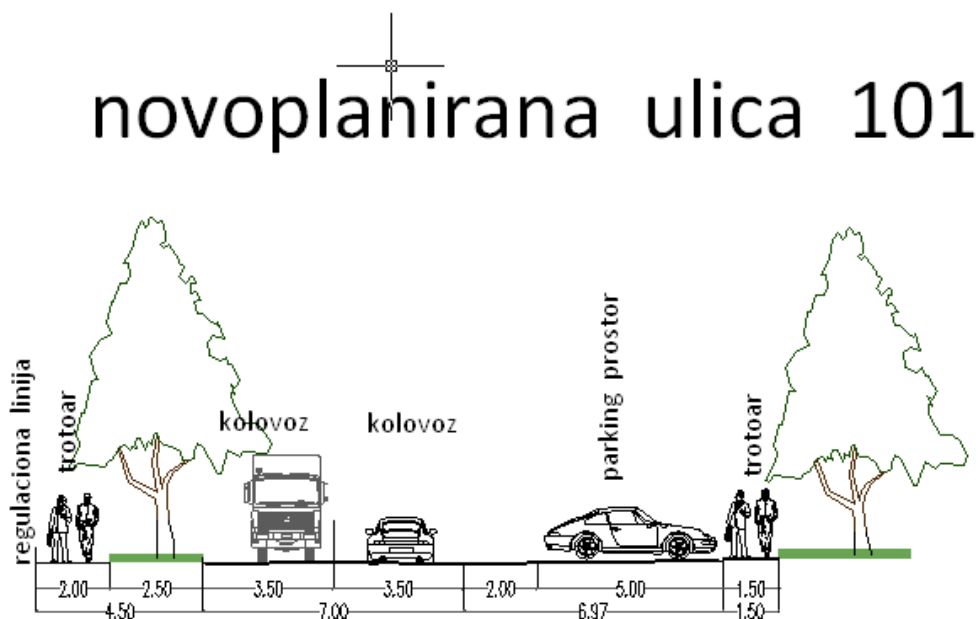 novoplanirana ulica 101
regulaciona linija
trotoar
kolovoz
kolovoz
parking prostor
trotoar
2.00 2.50 3.50 3.50 2.00 5.00 1.50
4.50 7.00 6.97 1.50